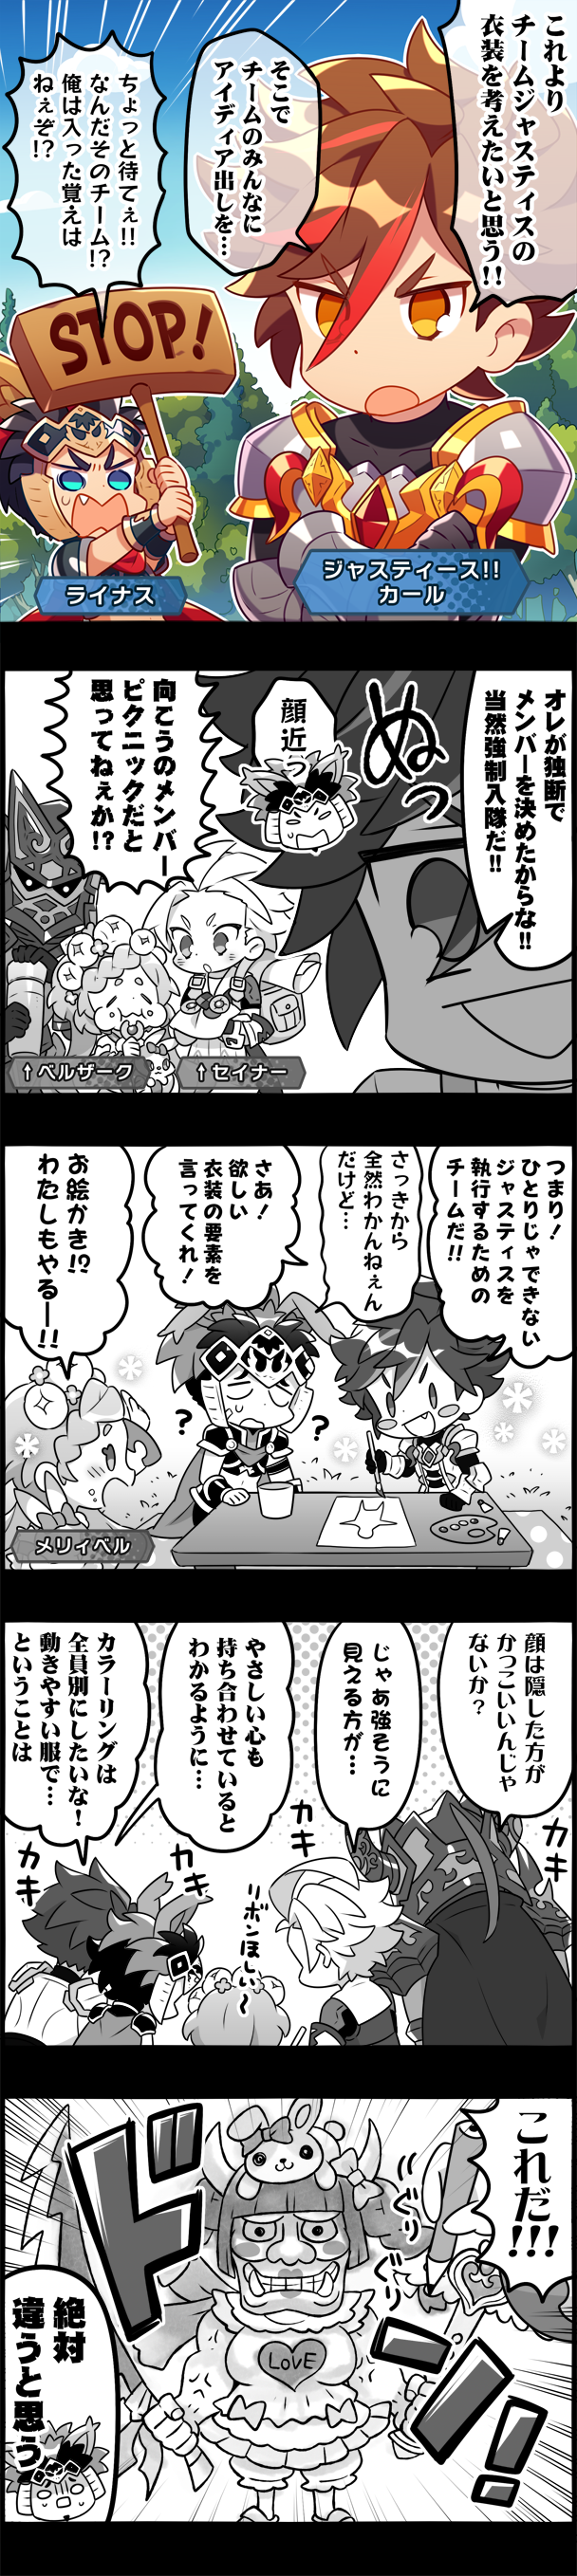 これより
チームジャスティスの
衣装を考えたいと思う!!
そこで
チームのみんなに
アイディア出しを…
ちょっと待てぇ!!
なんだそのチーム!?
俺は入った覚えは
ねぇぞ!?
STOP!
ジャスティース!!
カール
ライナス
オレが独断で
メンバーを決めたからな!!
当然強制入隊だ!!
ぬっ
顔近っ
向こうのメンバー
ピクニックだと
思ってねぇか!?
↑ベルザーク
↑セイナー
つまり!
ひとりじゃできない
ジャスティスを
執行するための
チームだ!!
さっきから
全然わかんねぇん
だけど…
さあ!
欲しい
衣装の要素を
言ってくれ!
お絵かき!?
わたしもやるー!!
?
?
メリィベル
顔は隠した方が
かっこいいんじゃ
ないか?
じゃあ強そうに
見える方が…
やさしい心も
持ち合わせていると
わかるように…
カラーリングは
全員別にしたいな!
動きやすい服で…
ということは
カキ
カキ
カキ
カキ
リボンほしい〜
これだ!!!
ぐりぐり
ドン!
LOVE
絶対
違うと思う